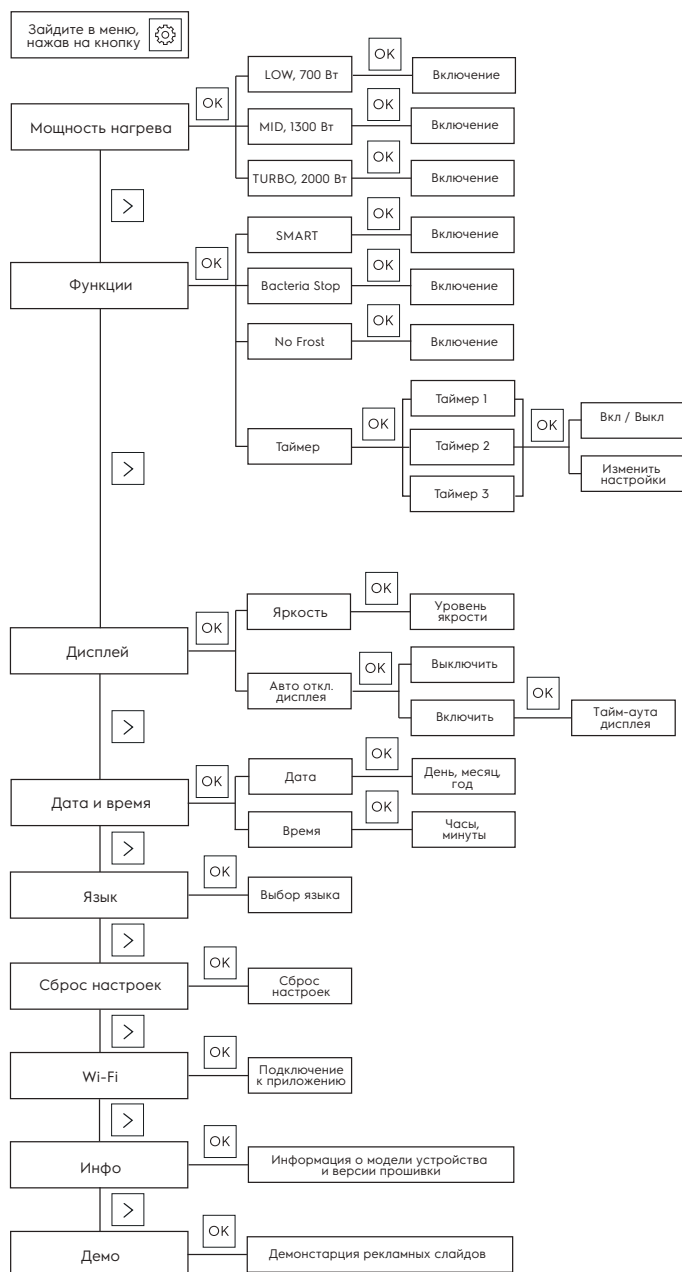 Зайдите в меню,
нажав на кнопку
OK
LOW, 700 Вт
Включение
OK
Мощность нагрева
MID, 1300 Вт
OK
Включение
TURBO, 2000 Вт
OK
Включение
>
Функции
OK
SMART
OK
Включение
Bacteria Stop
OK
Включение
No Frost
OK
Включение
Таймер
OK
Таймер 1
Таймер 2
Таймер 3
OK
Вкл / Выкл
Изменить
настройки
>
Дисплей
OK
Яркость
OK
Уровень
якрости
Авто откл.
дисплея
OK
Выключить
Включить
OK
Тайм-аута
дисплея
>
Дата и время
OK
Дата
OK
День, месяц,
год
Время
OK
Часы,
минуты
>
Язык
OK
Выбор языка
>
Сброс настроек
OK
Сброс
настроек
>
Wi-Fi
OK
Подключение
к приложению
>
Инфо
OK
Информация о модели устройства
и версии прошивки
>
Демо
OK
Демонстарция рекламных слайдов